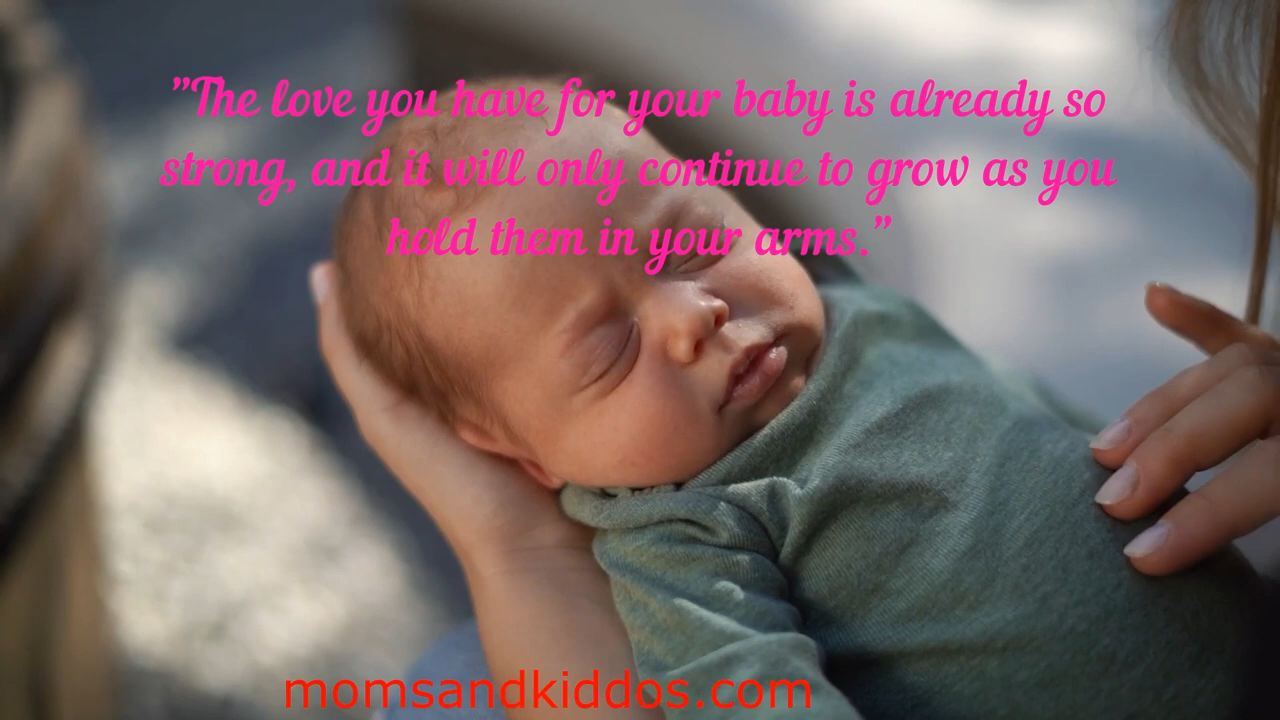 ”The love you have for your baby is already so
strong, and it will only continue to grow as you
hold them in your arms.”
momsandkiddos.com